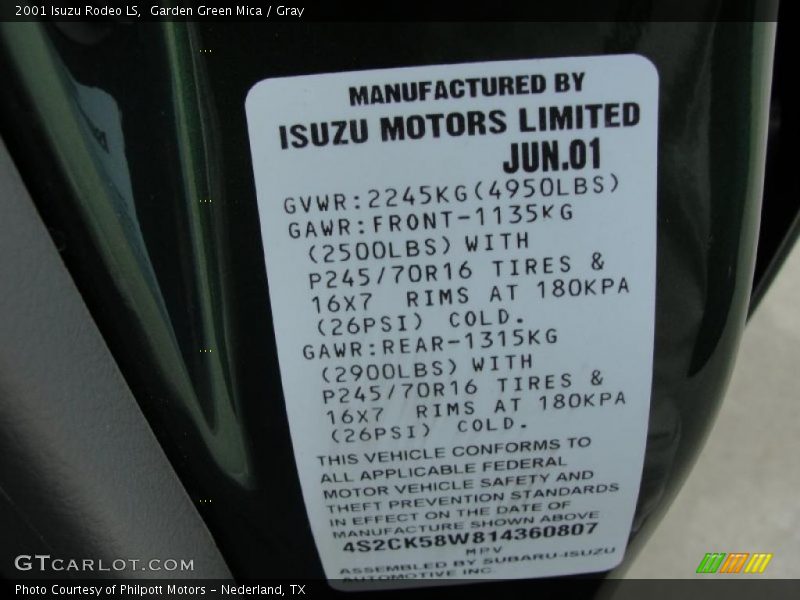 2001 Isuzu Rodeo LS, Garden Green Mica / Gray
MANUFACTURED BY
ISUZU MOTORS LIMITED
JUN.01
GVWR:2245KG(4950LBS)
GAWR:FRONT-1135KG
(2500LBS) WITH
P245/70R16 TIRES &
16X7 RIMS AT 180KPA
(26PSI) COLD.
GAWR:REAR-1315KG
(2900LBS) WITH
P245/70R16 TIRES &
16X7 RIMS AT 180KPA
(26PSI) COLD.
THIS VEHICLE CONFORMS TO
ALL APPLICABLE FEDERAL
MOTOR VEHICLE SAFETY AND
THEFT PREVENTION STANDARDS
IN EFFECT ON THE DATE OF
MANUFACTURE SHOWN ABOVE
4S2CK58W814360807
MPV
ASSEMBLED BY SUBARU-ISUZU
AUTOMOTIVE INC.
GTCARLOT.COM
Photo Courtesy of Philpott Motors - Nederland, TX